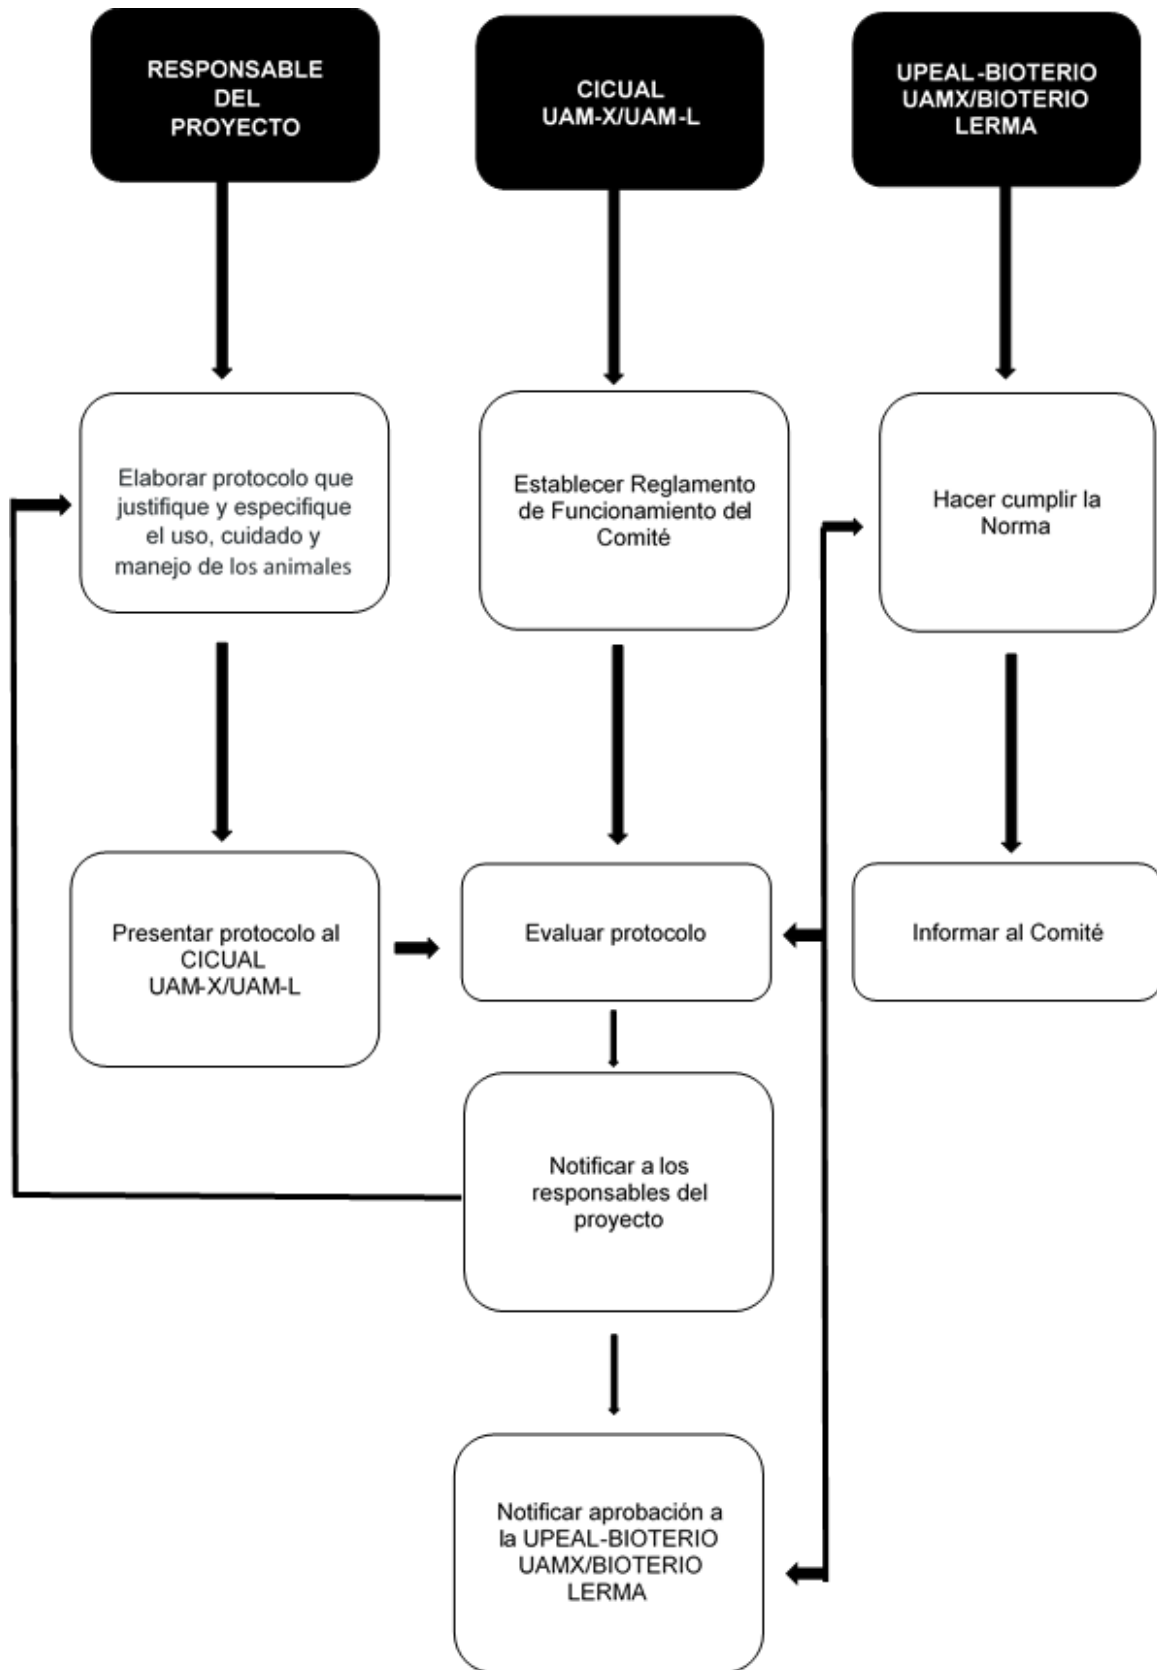 RESPONSABLE
DEL
PROYECTO
CICUAL
UAM-X/UAM-L
UPEAL-BIOTERIO
UAMX/BIOTERIO
LERMA
Elaborar protocolo que
justifique y especifique
el uso, cuidado y
manejo de los animales
Establecer Reglamento
de Funcionamiento del
Comité
Hacer cumplir la
Norma
Presentar protocolo al
CICUAL
UAM-X/UAM-L
Evaluar protocolo
Informar al Comité
Notificar a los
responsables del
proyecto
Notificar aprobación a
la UPEAL-BIOTERIO
UAMX/BIOTERIO
LERMA